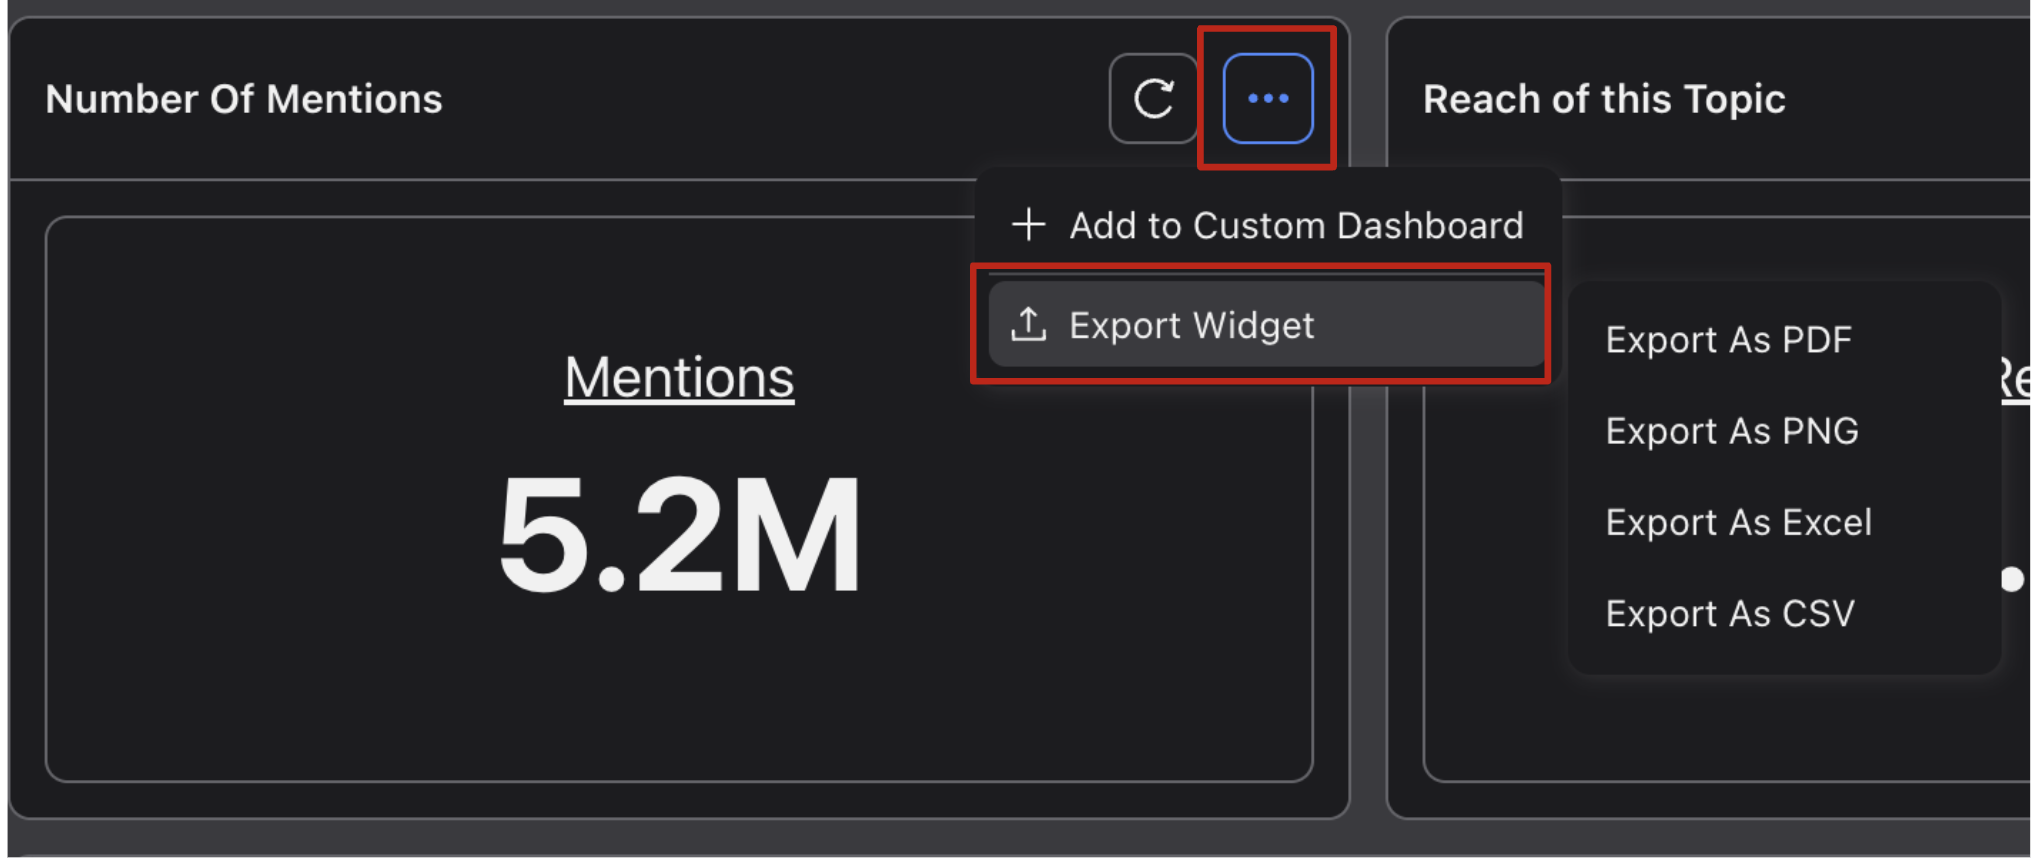 Number Of Mentions
Reach of this Topic
Add to Custom Dashboard
Export Widget
Export As PDF
Export As PNG
Export As Excel
Export As CSV
Mentions
5.2M